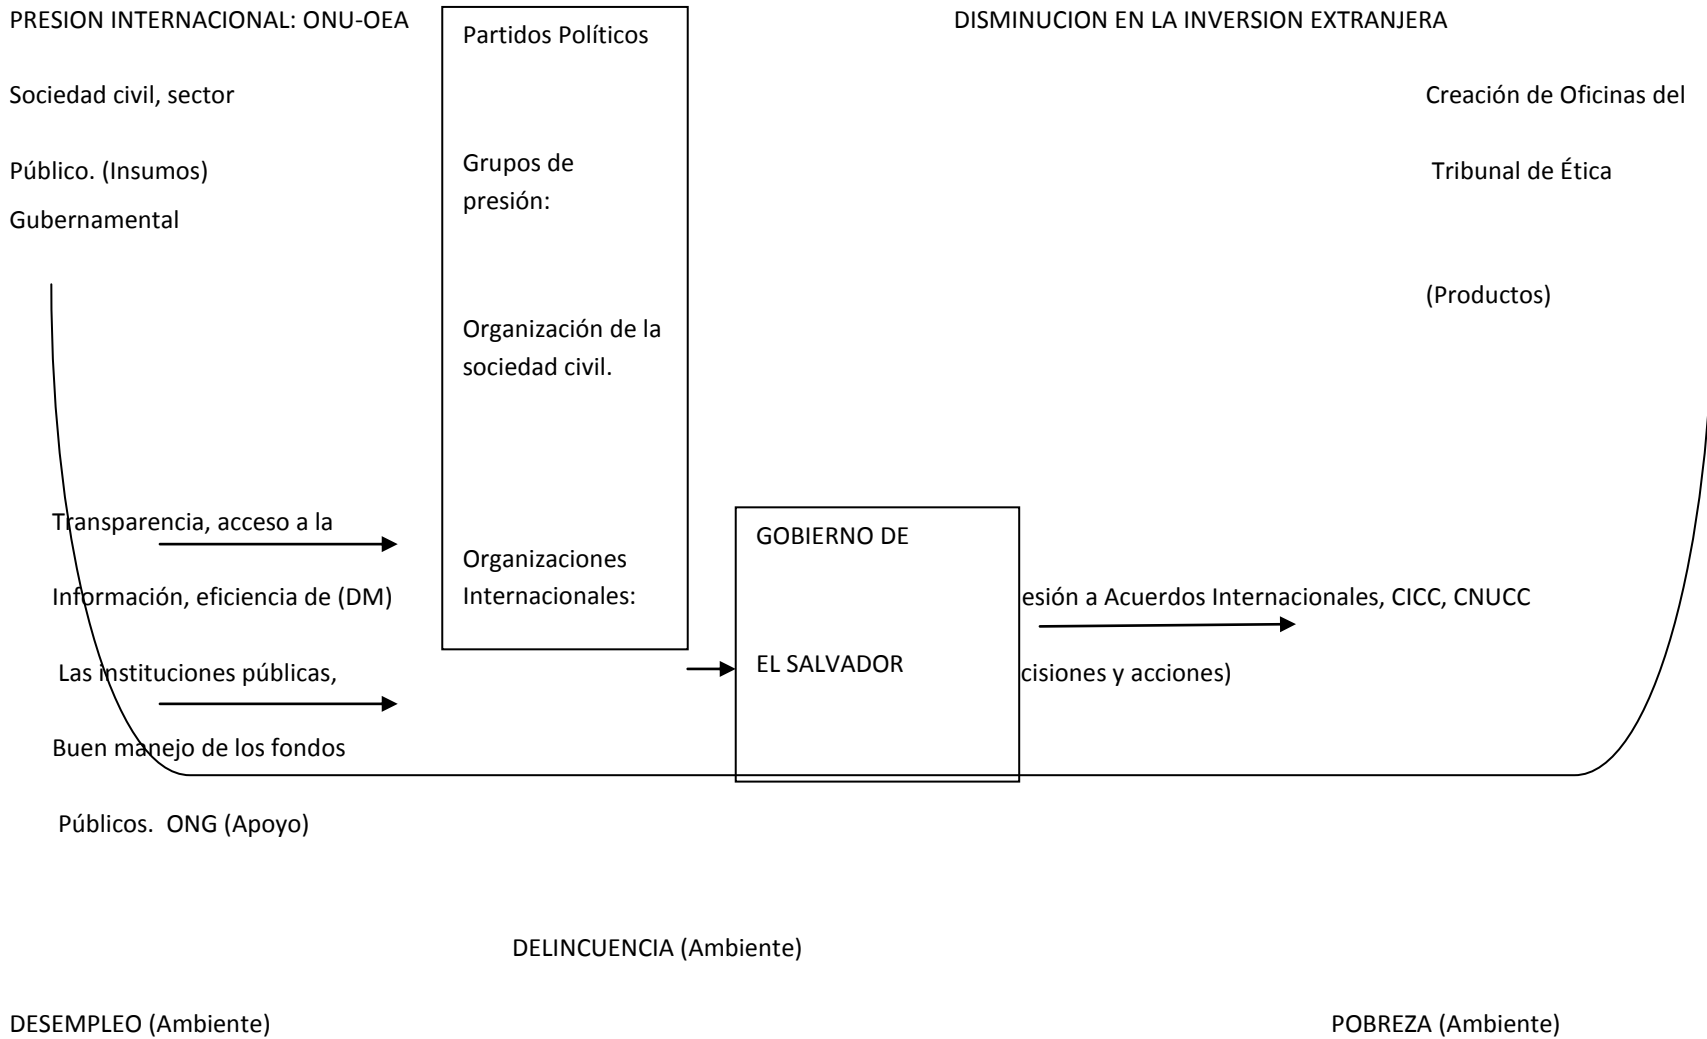 PRESION INTERNACIONAL: ONU-OEA
DISMINUCION EN LA INVERSION EXTRANJERA
Sociedad civil, sector
Público. (Insumos)
Gubernamental
Partidos Políticos
Grupos de
presión:
Organización de la
sociedad civil.
Organizaciones
Internacionales:
Creación de Oficinas del
Tribunal de Ética
(Productos)
Transparencia, acceso a la
Información, eficiencia de (DM)
Las instituciones públicas,
Buen manejo de los fondos
Públicos. ONG (Apoyo)
GOBIERNO DE
EL SALVADOR
esión a Acuerdos Internacionales, CICC, CNUCC
cisiones y acciones)
DELINCUENCIA (Ambiente)
DESEMPLEO (Ambiente)
POBREZA (Ambiente)